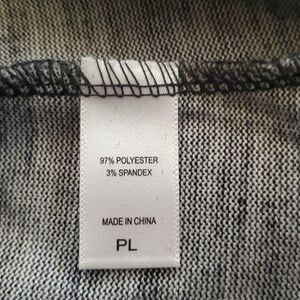 97% POLYESTER
3% SPANDEX
MADE IN CHINA
PL